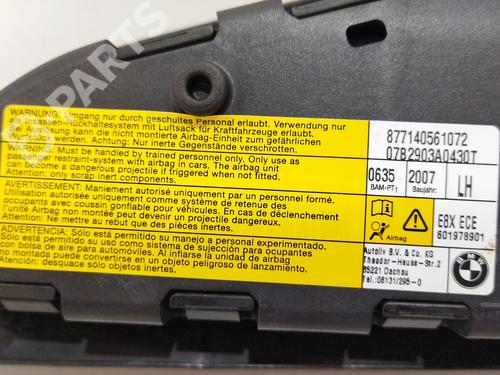 PARTS
WARNUNG: Umgang nur durch geschultes Personal erlaubt. Verwendung
nur Insassen-Rückhaltesystem mit Luftsack für Kraftfahrzeuge erlaubt.
Bei Auslösung kann die nicht montierte Airbag-Einheit zum gefährlichen
Wurfstück werden. Achtung: Nur inerte Gegenstände verschrotten.
WARNING: Must be handled by trained personnel only. Only use as
passenger restraint-system with airbag in cars. The unmounted airbag unit
can become a dangerous projectile if triggered when not fitted.
Attention: only scrap inert components.
AVERTISSEMENT: Maniement autorisé uniquement par un personnel formé.
Utilisation autorisée uniquement comme système de retenue des
occupants avec airbag dans les véhicules. En cas de déclenchement
une unité Airbag non montée peut devenir un projectile dangereux.
Attention: Ne mettre au rebut que des pièces inertes.
ADVERTENCIA: Sólo está permitido su manejo a personal experimentado.
Sólo está permitido su uso como sistema de sujeción para ocupantes
con bolsa de aire para automóviles. Al inflarse la unidad de airbag
no montada puede convertirse en un objeto peligroso de lanzamiento.
Atención: desguace sólo objetos inertes.
877140561072
07B2903A0430T
0635
BAM-PT1
2007
Baujahr:
LH
Airbag
E8X ECE
601978901
Autoliv B.V. & Co. KG
Theodor-Heuss-Str.2
85221 Dachau
Tel.:08131/295-0
BMW